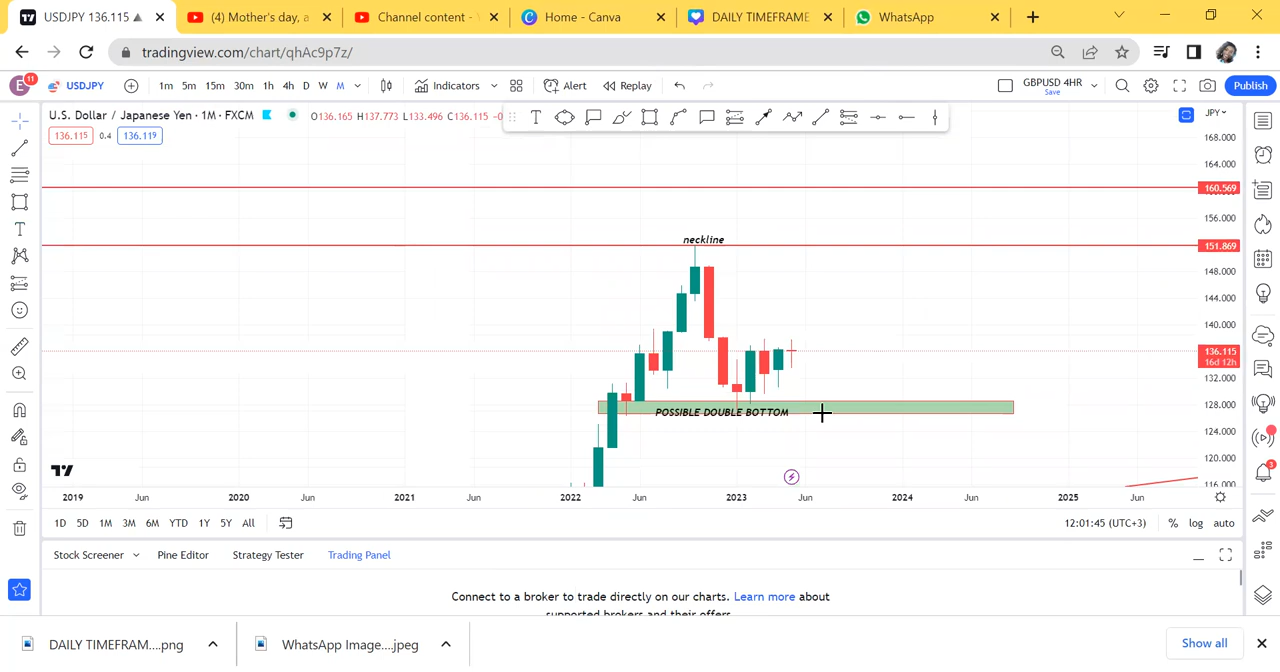 USDJPY 136.115
(4) Mother's day, a
Channel content -
Home - Canva
DAILY TIMEFRAME
WhatsApp
tradingview.com/chart/qhAc9p7z/
E
11
USDJPY
1m 5m 15m 30m 1h 4h D W M
Indicators
Alert
Replay
GBPUSD 4HR
Save
Publish
U.S. Dollar / Japanese Yen · 1M · FXCM
O136.165 H137.773 L133.496 C136.115
136.115 0.4 136.119
T
JPY
T
168.000
164.000
160.569
156.000
151.869
148.000
144.000
140.000
136.115
16d 12h
132.000
128.000
124.000
120.000
116.000
neckline
POSSIBLE DOUBLE BOTTOM
2019 Jun 2020 Jun 2021 Jun 2022 Jun 2023 Jun 2024 Jun 2025 Jun
1D 5D 1M 3M 6M YTD 1Y 5Y All
12:01:45 (UTC+3) % log auto
3
Stock Screener
Pine Editor
Strategy Tester
Trading Panel
Connect to a broker to trade directly on our charts. Learn more about
supported brokers and their offers
DAILY TIMEFRAM....png
WhatsApp Image....jpeg
Show all